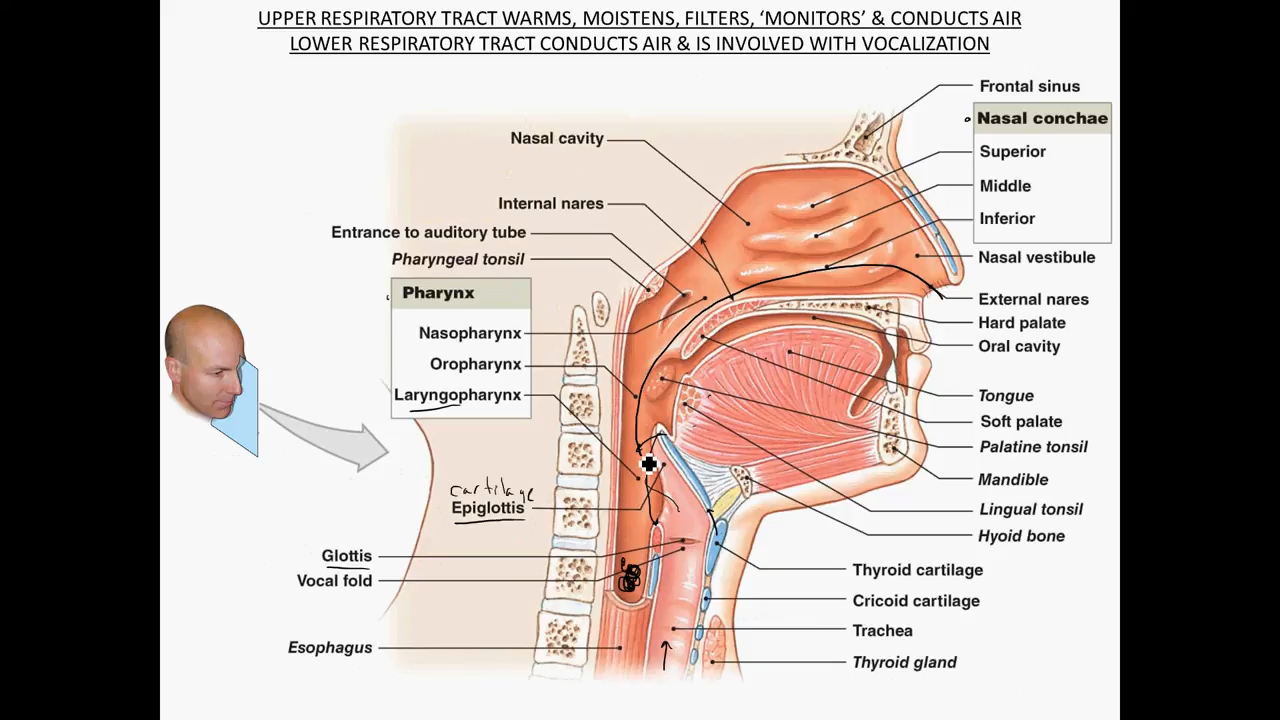 UPPER RESPIRATORY TRACT WARMS, MOISTENS, FILTERS, ‘MONITORS’ & CONDUCTS AIR
LOWER RESPIRATORY TRACT CONDUCTS AIR & IS INVOLVED WITH VOCALIZATION
Nasal cavity
Internal nares
Entrance to auditory tube
Pharyngeal tonsil
Pharynx
Nasopharynx
Oropharynx
Laryngopharynx
cartilage
Epiglottis
Glottis
Vocal fold
Esophagus
Frontal sinus
Nasal conchae
Superior
Middle
Inferior
Nasal vestibule
External nares
Hard palate
Oral cavity
Tongue
Soft palate
Palatine tonsil
Mandible
Lingual tonsil
Hyoid bone
Thyroid cartilage
Cricoid cartilage
Trachea
Thyroid gland